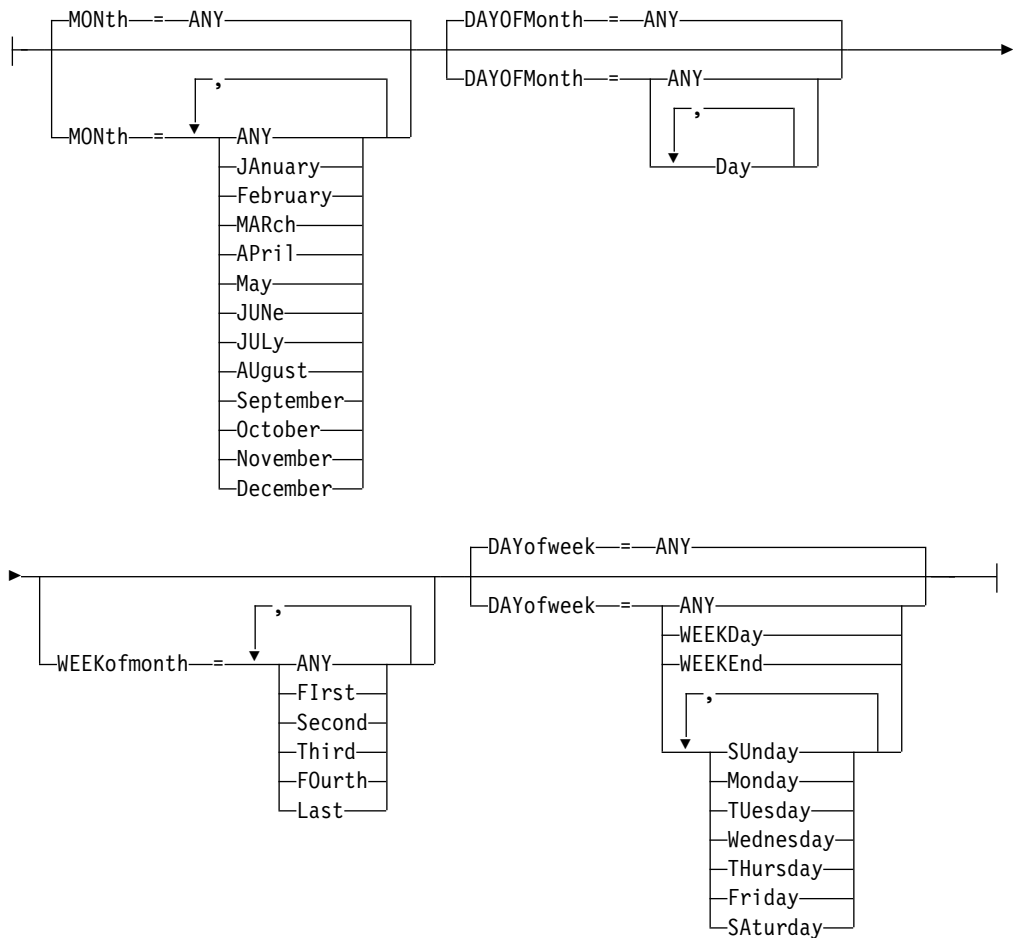 MONth = ANY
DAYOFMonth = ANY
DAYOFMonth = ANY
,
,
MONth = ANY
Day
JAnuary
February
MARch
APril
May
JUNe
JULy
AUgust
September
October
November
December
DAYofweek = ANY
DAYofweek = ANY
,
WEEKDay
WEEKofmonth = ANY
WEEKEnd
FIrst
,
Second
Third
SUnday
FOurth
Monday
Last
TUesday
Wednesday
THursday
Friday
SAturday